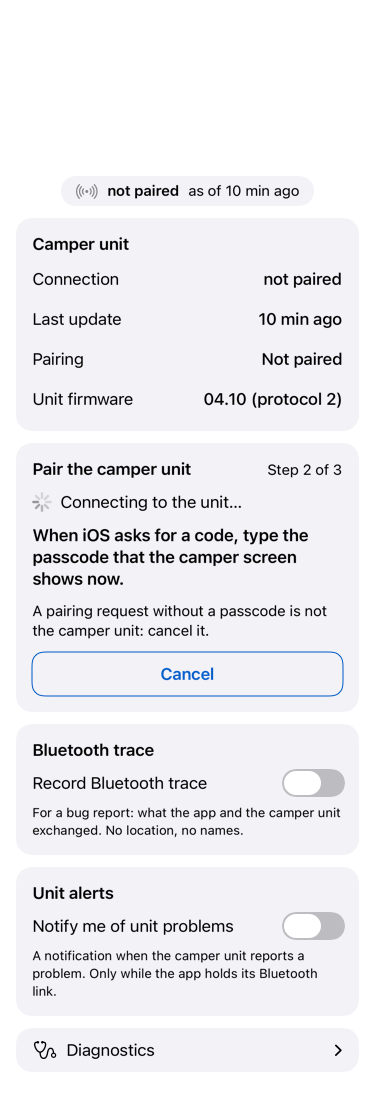 not paired as of 10 min ago
Camper unit
Connection not paired
Last update 10 min ago
Pairing Not paired
Unit firmware 04.10 (protocol 2)
Pair the camper unit Step 2 of 3
Connecting to the unit...
When iOS asks for a code, type the
passcode that the camper screen
shows now.
A pairing request without a passcode is not
the camper unit: cancel it.
Cancel
Bluetooth trace
Record Bluetooth trace
For a bug report: what the app and the camper unit
exchanged. No location, no names.
Unit alerts
Notify me of unit problems
A notification when the camper unit reports a
problem. Only while the app holds its Bluetooth
link.
Diagnostics